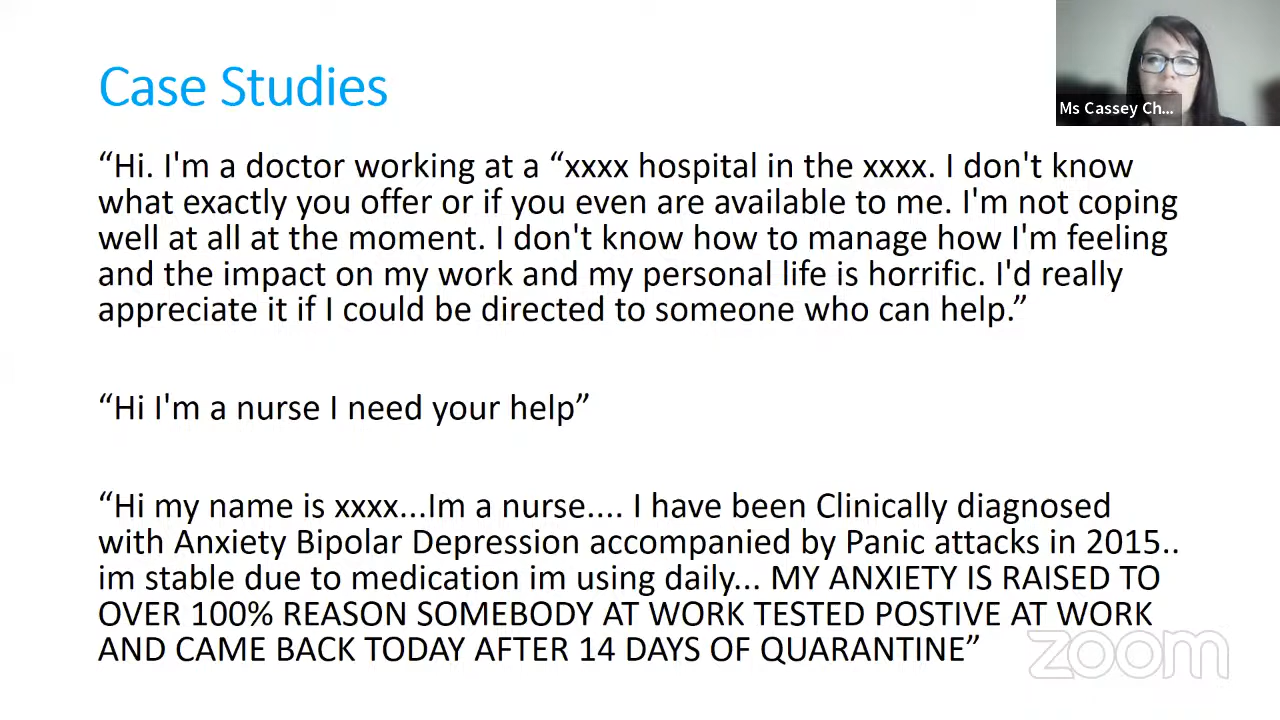 Case Studies
Ms Cassey Ch...
“Hi. I'm a doctor working at a “xxxx hospital in the xxxx. I don't know
what exactly you offer or if you even are available to me. I'm not coping
well at all at the moment. I don't know how to manage how I'm feeling
and the impact on my work and my personal life is horrific. I'd really
appreciate it if I could be directed to someone who can help.”
“Hi I'm a nurse I need your help”
“Hi my name is xxxx...Im a nurse.... I have been Clinically diagnosed
with Anxiety Bipolar Depression accompanied by Panic attacks in 2015..
im stable due to medication im using daily... MY ANXIETY IS RAISED TO
OVER 100% REASON SOMEBODY AT WORK TESTED POSTIVE AT WORK
AND CAME BACK TODAY AFTER 14 DAYS OF QUARANTINE”
zoom